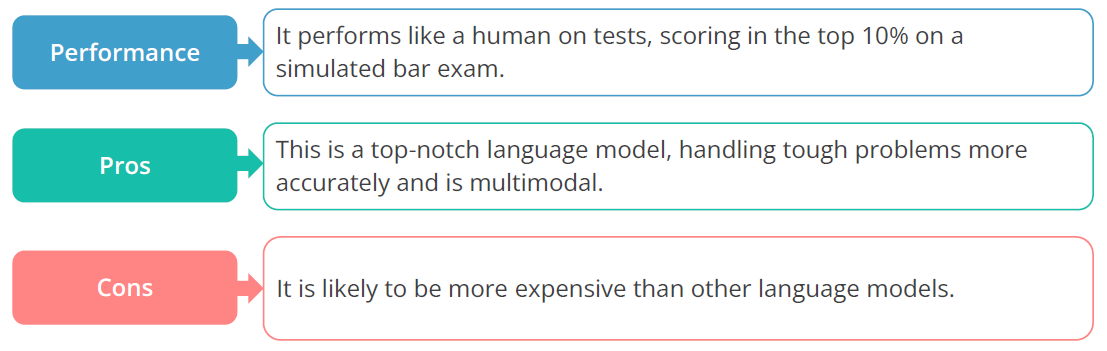 Performance
It performs like a human on tests, scoring in the top 10% on a
simulated bar exam.
Pros
This is a top-notch language model, handling tough problems more
accurately and is multimodal.
Cons
It is likely to be more expensive than other language models.